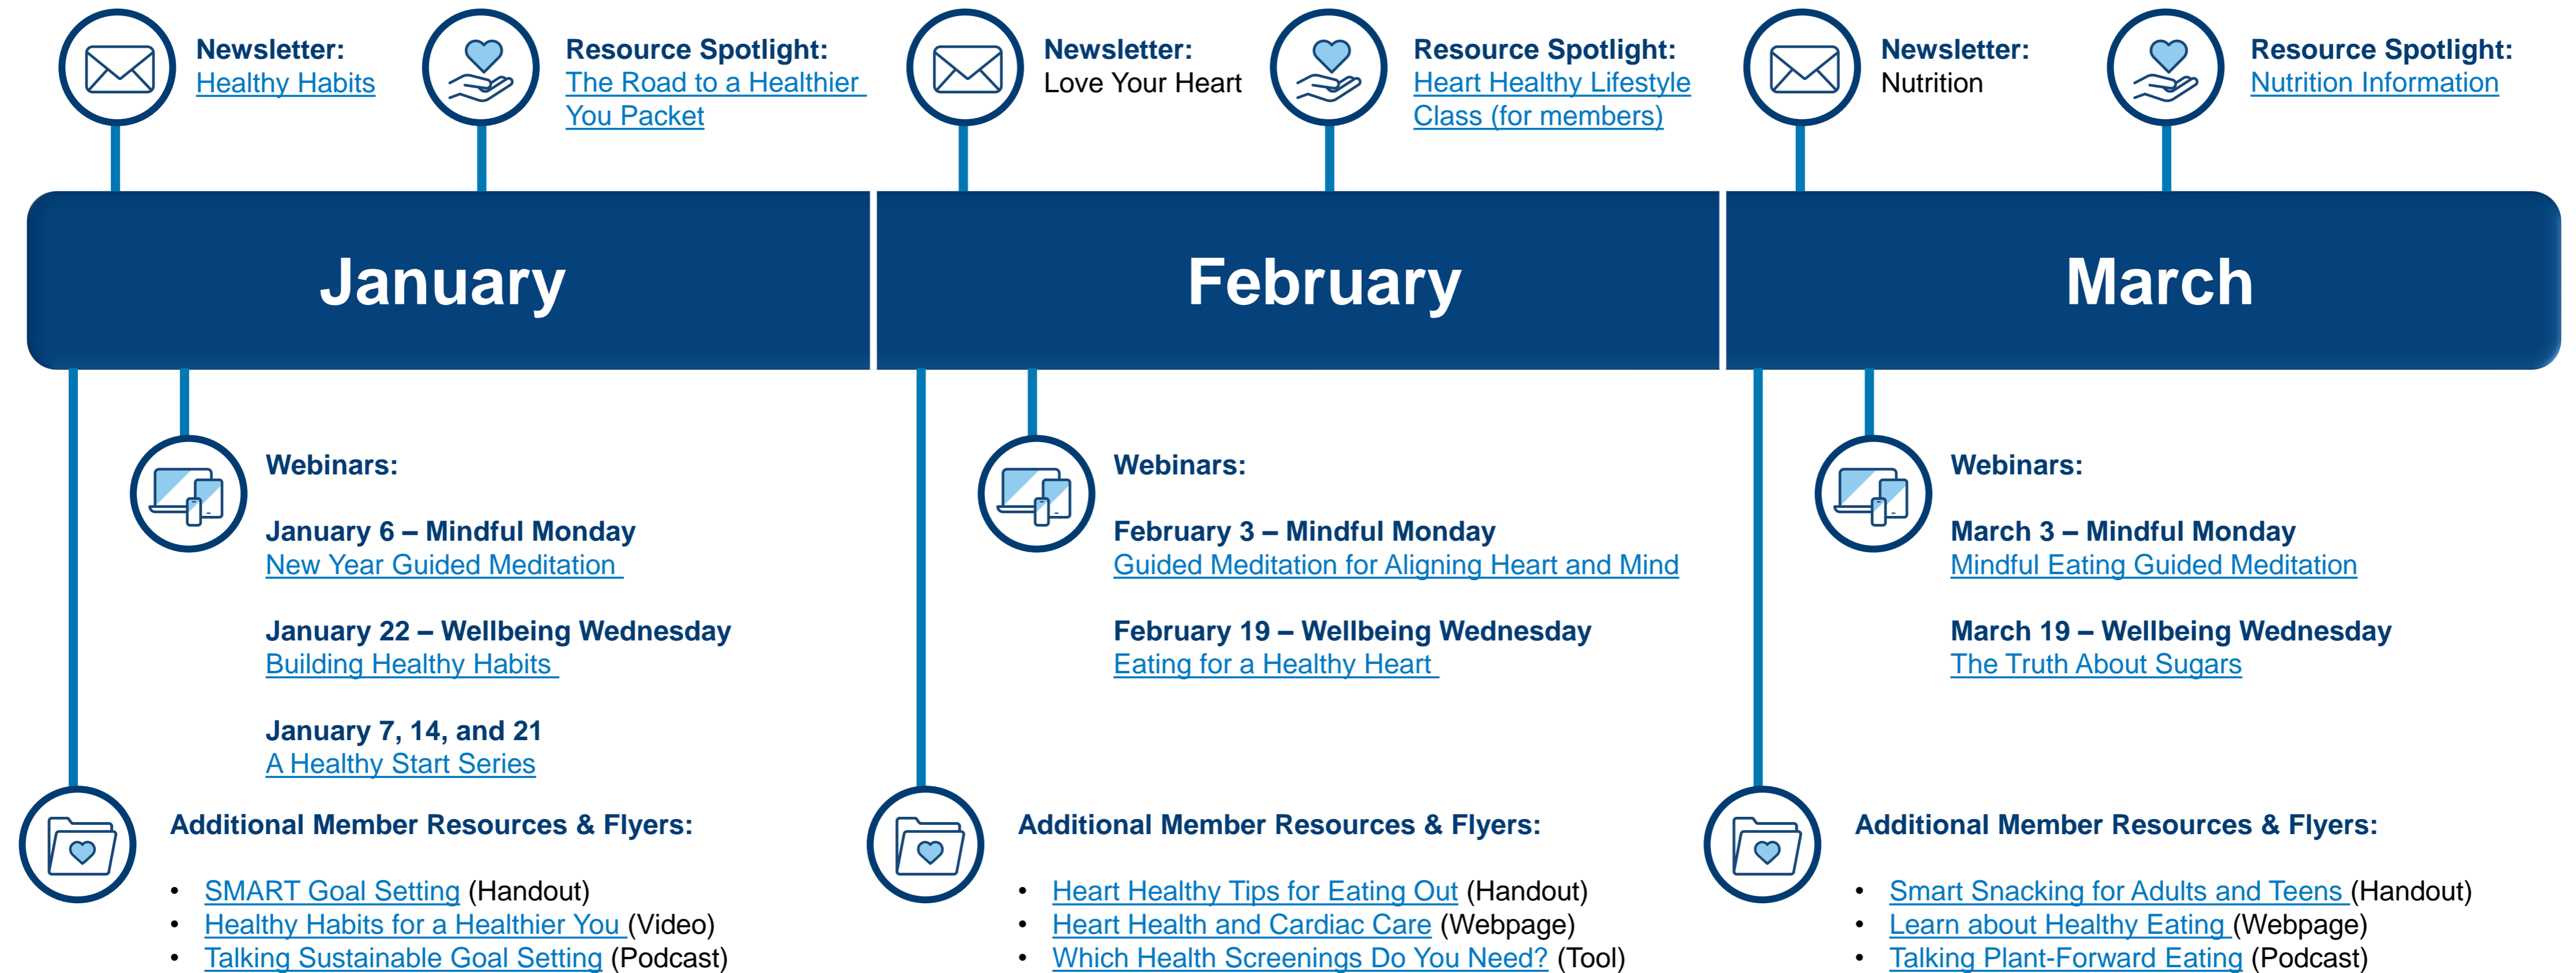 Newsletter:
Healthy Habits
Resource Spotlight:
The Road to a Healthier
You Packet
Newsletter:
Love Your Heart
Resource Spotlight:
Heart Healthy Lifestyle
Class (for members)
Newsletter:
Nutrition
Resource Spotlight:
Nutrition Information
January
February
March
Webinars:
January 6 – Mindful Monday
New Year Guided Meditation
January 22 – Wellbeing Wednesday
Building Healthy Habits
January 7, 14, and 21
A Healthy Start Series
Additional Member Resources & Flyers:
• SMART Goal Setting (Handout)
• Healthy Habits for a Healthier You (Video)
• Talking Sustainable Goal Setting (Podcast)
Webinars:
February 3 – Mindful Monday
Guided Meditation for Aligning Heart and Mind
February 19 – Wellbeing Wednesday
Eating for a Healthy Heart
Additional Member Resources & Flyers:
• Heart Healthy Tips for Eating Out (Handout)
• Heart Health and Cardiac Care (Webpage)
• Which Health Screenings Do You Need? (Tool)
Webinars:
March 3 – Mindful Monday
Mindful Eating Guided Meditation
March 19 – Wellbeing Wednesday
The Truth About Sugars
Additional Member Resources & Flyers:
• Smart Snacking for Adults and Teens (Handout)
• Learn about Healthy Eating (Webpage)
• Talking Plant-Forward Eating (Podcast)